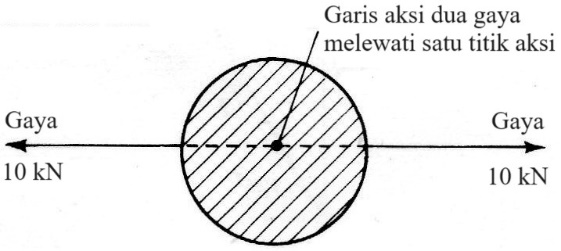 Garis aksi dua gaya
melewati satu titik aksi
Gaya
10 kN
Gaya
10 kN